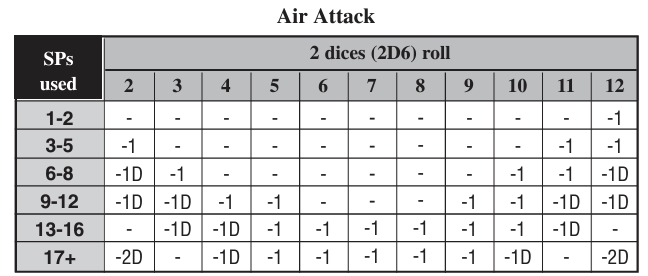 Air Attack
SPs used 2 dices (2D6) roll
2 3 4 5 6 7 8 9 10 11 12
1-2 - - - - - - - - - - -1
3-5 -1 - - - - - - - - -1 -1
6-8 -1D -1 - - - - - - -1 -1 -1D
9-12 -1D -1D -1 -1 - - - -1 -1 -1D -1D
13-16 - -1D -1D -1 -1 -1 -1 -1 -1 -1D -
17+ -2D - -1D -1 -1 -1 -1 -1 -1D - -2D